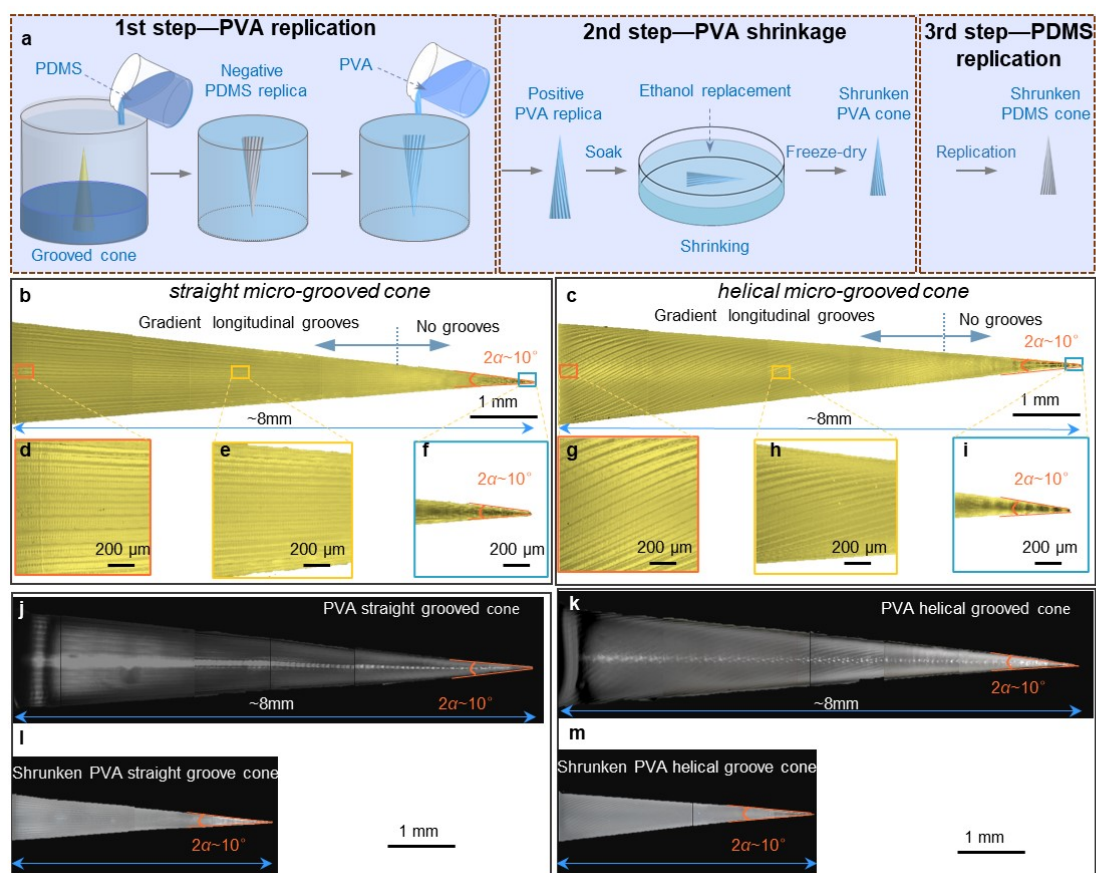 1st step—PVA replication
2nd step—PVA shrinkage
3rd step—PDMS
replication
a
PDMS
Negative
PDMS replica
PVA
Grooved cone
Positive
PVA replica
Soak
Ethanol replacement
Shrinking
Freeze-dry
Shrunken
PVA cone
Replication
Shrunken
PDMS cone
b
straight micro-grooved cone
Gradient longitudinal grooves
No grooves
2α~10°
1 mm
~8mm
d
200 μm
e
200 μm
f
2α~10°
200 μm
c
helical micro-grooved cone
Gradient longitudinal grooves
No grooves
2α~10°
1 mm
~8mm
g
200 μm
h
200 μm
i
2α~10°
200 μm
j
PVA straight grooved cone
~8mm
2α~10°
k
PVA helical grooved cone
2α~10°
~8mm
l
Shrunken PVA straight groove cone
2α~10°
1 mm
m
Shrunken PVA helical groove cone
2α~10°
1 mm